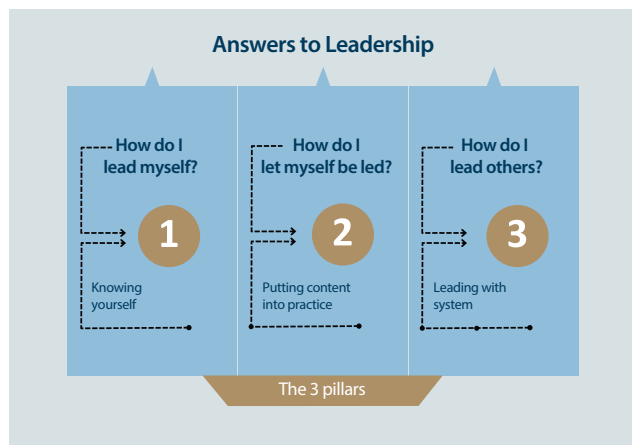 Answers to Leadership
How do I
lead myself?
1
Knowing
yourself
How do I
let myself be led?
2
Putting content
into practice
How do I
lead others?
3
Leading with
system
The 3 pillars